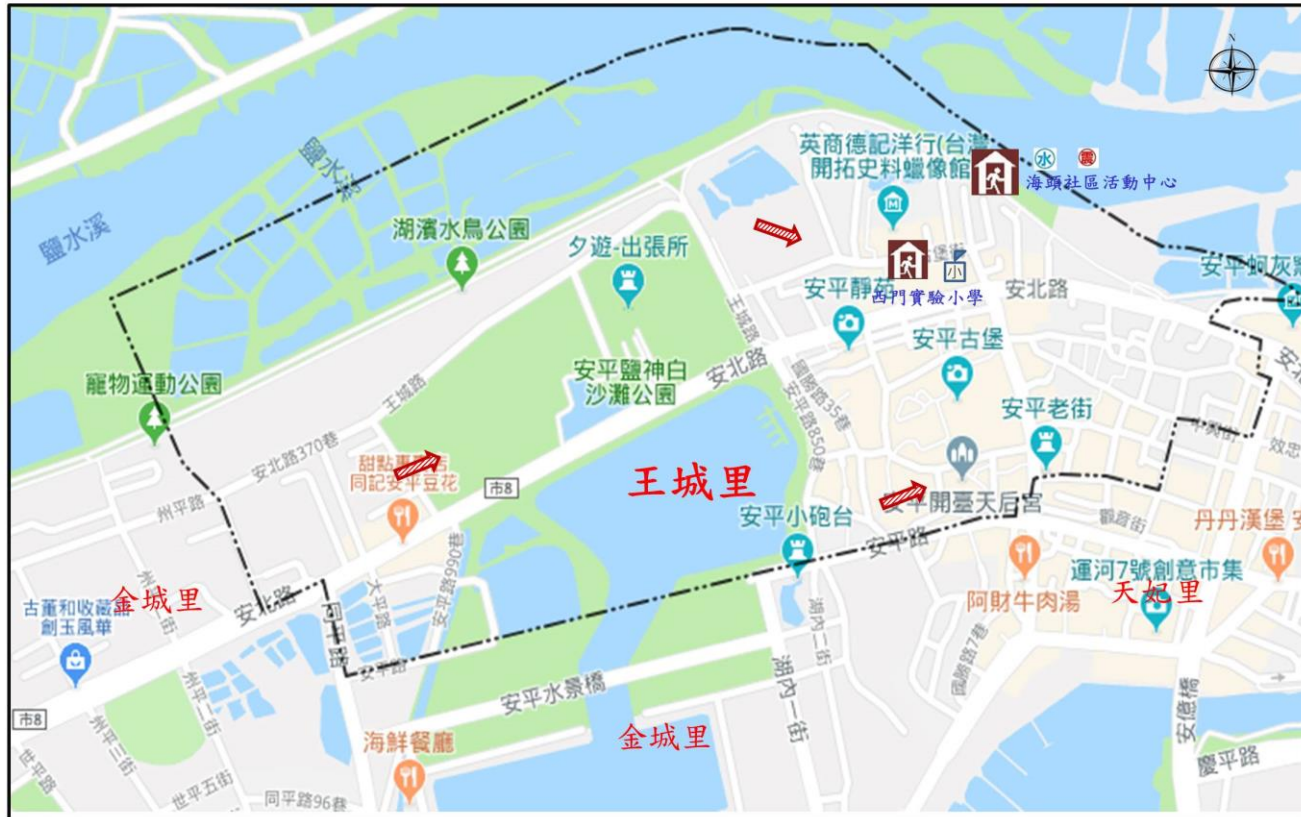 N
英商德記洋行(台灣
開拓史料蠟像館
水
震
海頭社區活動中心
鹽水溪
鹽水溪
湖濱水鳥公園
夕遊-出張所
小
西門實驗小學
安平蚵灰窯
安平靜苑
安北路
王城路
安平古堡
安北路
國勝路35巷
安平鹽神白
沙灘公園
寵物運動公園
王城路
安平路850巷
安平老街
中興街
效忠
安北路370巷
甜點專賣店
同記安平豆花
市8
王城里
州平路
安平開臺天后宮
安平小砲台
安平路
觀音街
丹丹漢堡 安
安平路990巷
運河7號創意市集
金城里
安北路
大平路
同平路
古董和收藏品
創玉風華
阿財牛肉湯
天妃里
湖內二街
國勝路7巷
安平路
州平二街
湖內一街
安平水景橋
安億橋
市8
州平三街
海鮮餐廳
金城里
慶平路
世平五街
同平路96巷